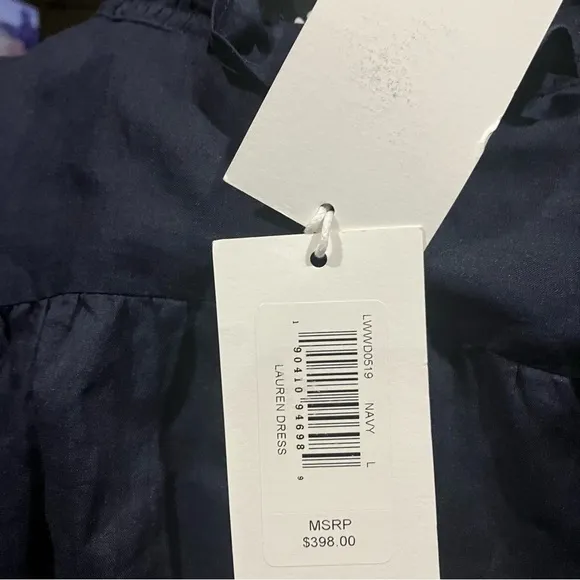 LWWD0519 NAVY L
1 90410 94698 9
LAUREN DRESS
MSRP
$398.00